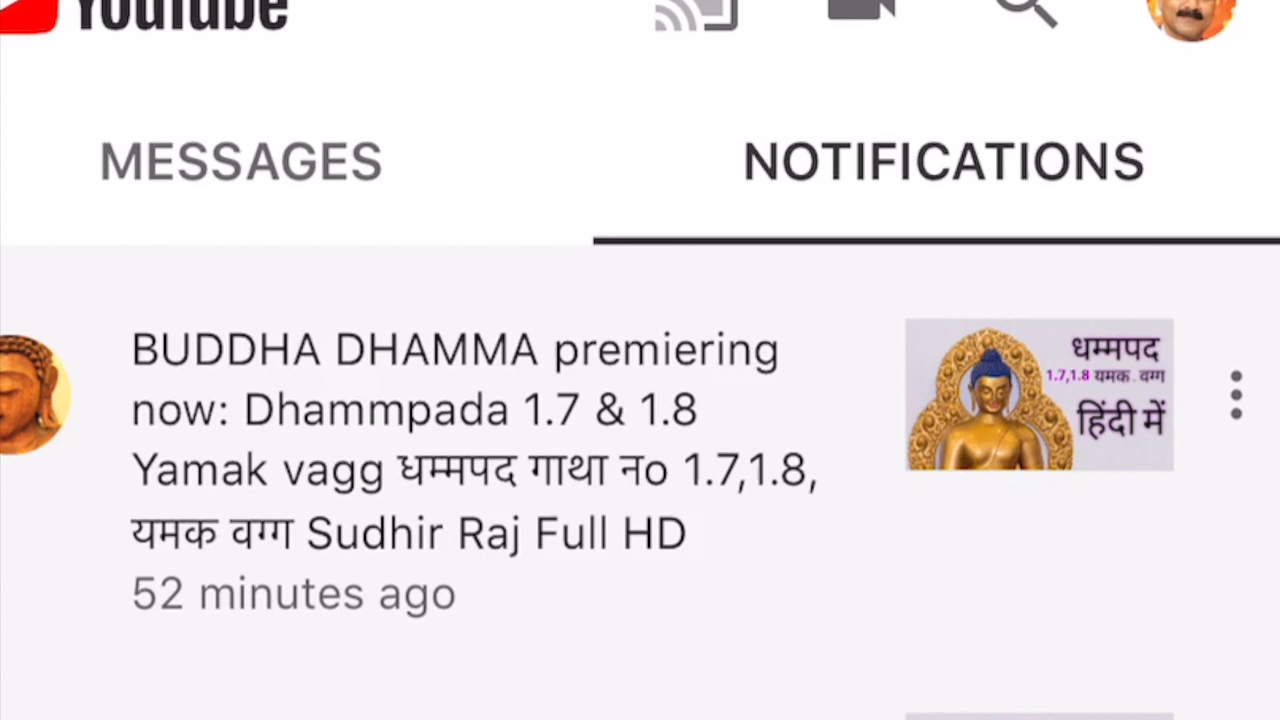 YouTube
MESSAGES
NOTIFICATIONS
BUDDHA DHAMMA premiering
now: Dhammpada 1.7 & 1.8
Yamak vagg धम्मपद गाथा नo 1.7,1.8,
यमक वग्ग Sudhir Raj Full HD
52 minutes ago
धम्मपद
1.7,1.8 यमक . वग्ग
हिंदी में